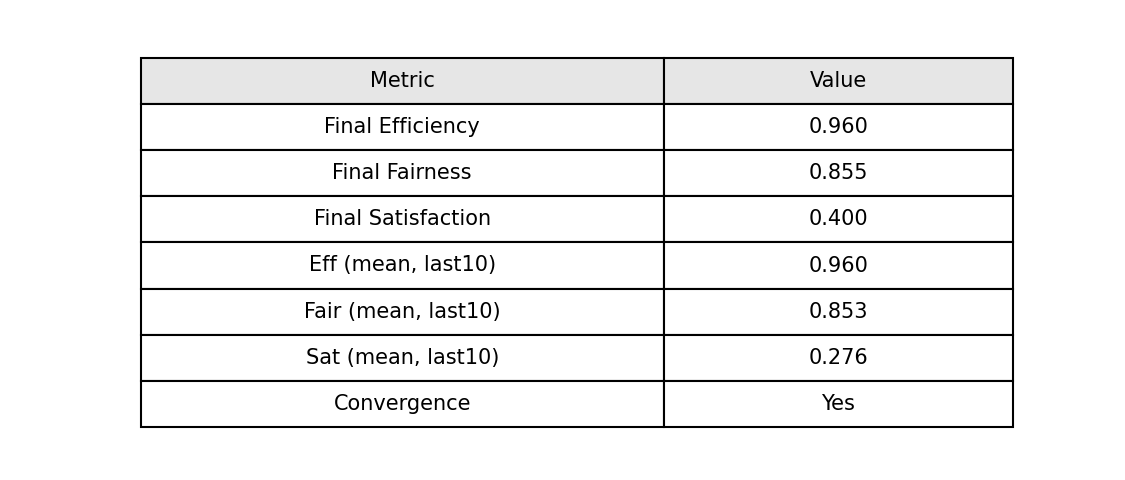 Metric Value
Final Efficiency 0.960
Final Fairness 0.855
Final Satisfaction 0.400
Eff (mean, last10) 0.960
Fair (mean, last10) 0.853
Sat (mean, last10) 0.276
Convergence Yes